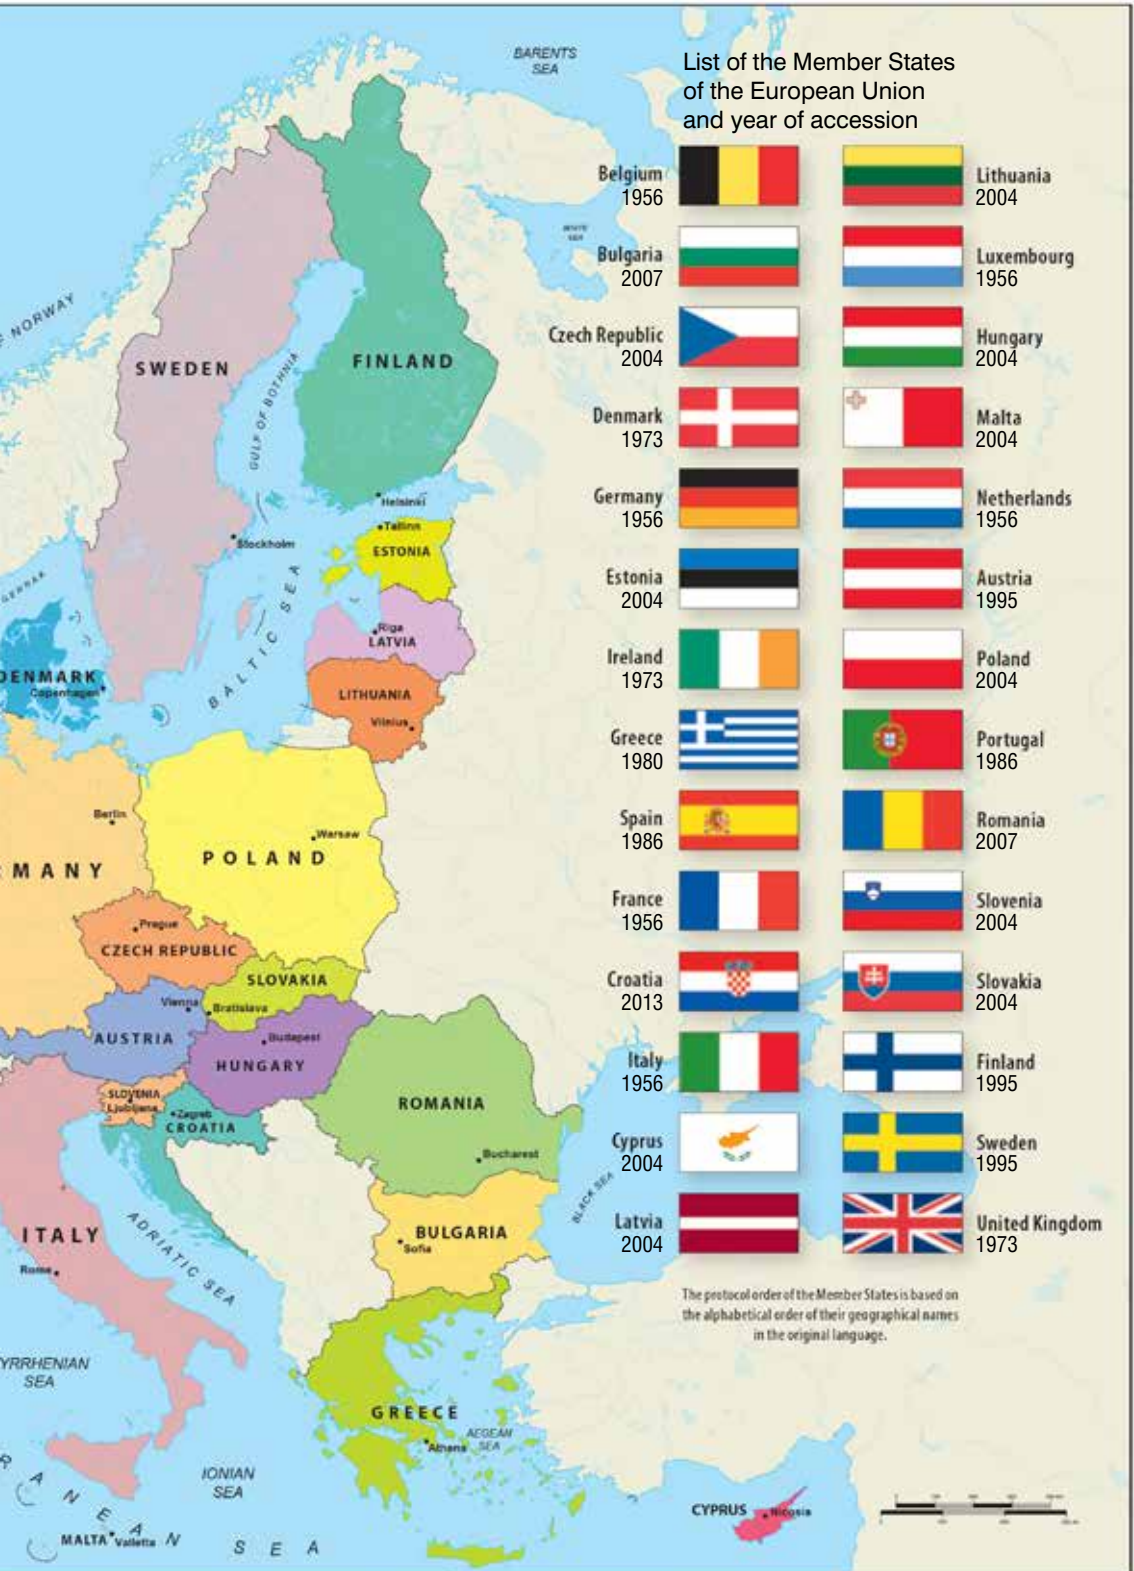 BARENTS
SEA
List of the Member States
of the European Union
and year of accession
Belgium
1956
Lithuania
2004
WHITE
SEA
Bulgaria
2007
Luxembourg
1956
NORWAY
Czech Republic
2004
Hungary
2004
SWEDEN
FINLAND
GULF OF BOTHNIA
Denmark
1973
Malta
2004
Germany
1956
Netherlands
1956
Helsinki
Tallinn
Stockholm
ESTONIA
Estonia
2004
Austria
1995
GERRAK
BALTIC SEA
Riga
LATVIA
Ireland
1973
Poland
2004
DENMARK
Copenhagen
LITHUANIA
Vilnius
Greece
1980
Portugal
1986
Berlin
Warsaw
POLAND
MANY
Spain
1986
Romania
2007
Prague
CZECH REPUBLIC
France
1956
Slovenia
2004
SLOVAKIA
Vienna
Bratislava
Croatia
2013
Slovakia
2004
AUSTRIA
Budapest
HUNGARY
Italy
1956
Finland
1995
SLOVENIA
Ljubljana
Zagreb
CROATIA
ROMANIA
Bucharest
Cyprus
2004
Sweden
1995
BLACK SEA
ITALY
Rome
ADRIATIC SEA
BULGARIA
Sofia
Latvia
2004
United Kingdom
1973
The protocol order of the Member States is based on
the alphabetical order of their geographical names
in the original language.
YRRHENIAN
SEA
GREECE
Athens
AEGEAN
SEA
IONIAN
SEA
CYPRUS
Nicosia
RANEAN SEA
MALTA
Valletta